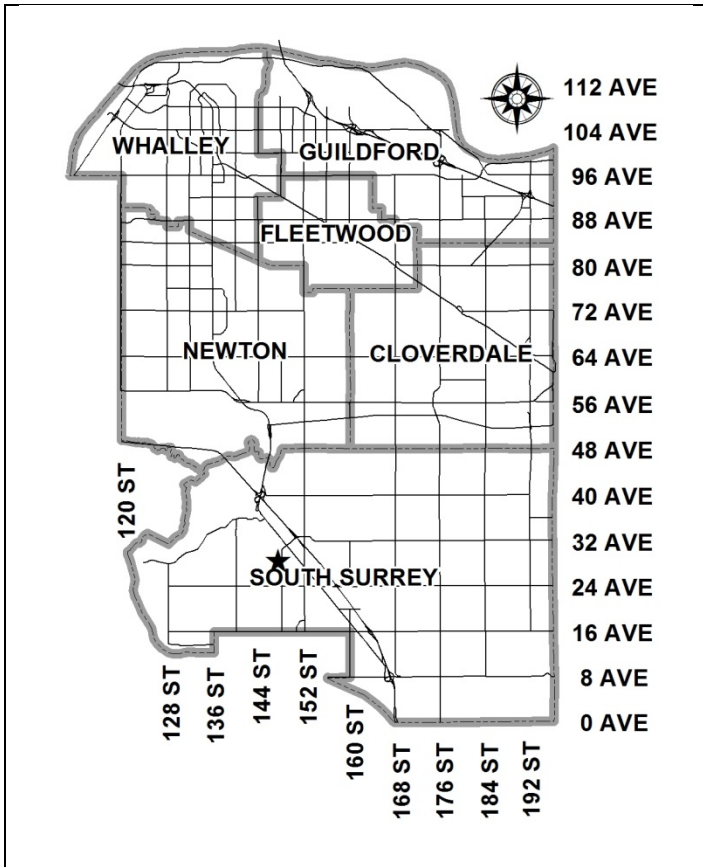 112 AVE
104 AVE
WHALLEY
GUILDFORD
96 AVE
88 AVE
FLEETWOOD
80 AVE
72 AVE
NEWTON
CLOVERDALE
64 AVE
56 AVE
48 AVE
120 ST
40 AVE
32 AVE
SOUTH SURREY
24 AVE
16 AVE
128 ST
136 ST
144 ST
152 ST
160 ST
8 AVE
0 AVE
168 ST
176 ST
184 ST
192 ST